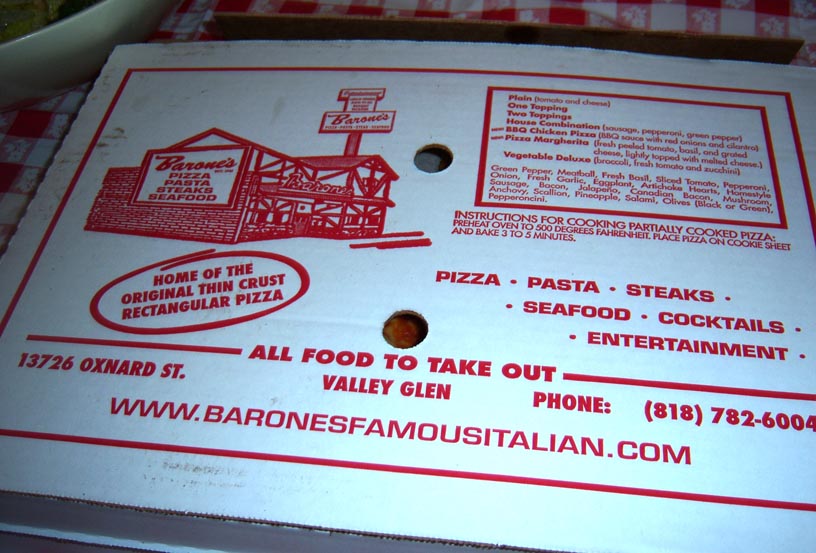 Barone's
PIZZA
PASTA
STEAKS
SEAFOOD
Barone's
PIZZA • PASTA • STEAKS • SEAFOOD
Barone's
Plain (tomato and cheese)
One Topping
Two Toppings
House Combination (sausage, pepperoni, green pepper)
BBQ Chicken Pizza (BBQ sauce with red onions and cilantro)
Pizza Margherita (fresh peeled tomato, basil, and grated
cheese, lightly topped with melted cheese.)
Vegetable Deluxe (broccoli, fresh tomato and zucchini)
Green Pepper, Meatball, Fresh Basil, Sliced Tomato, Pepperoni,
Onion, Fresh Garlic, Eggplant, Artichoke Hearts, Homestyle
Sausage, Bacon, Jalapeño, Canadian Bacon, Mushroom,
Anchovy, Scallion, Pineapple, Salami, Olives (Black or Green),
Pepperoncini.
INSTRUCTIONS FOR COOKING PARTIALLY COOKED PIZZA:
PREHEAT OVEN TO 500 DEGREES FAHRENHEIT. PLACE PIZZA ON COOKIE SHEET
AND BAKE 3 TO 5 MINUTES.
HOME OF THE
ORIGINAL THIN CRUST
RECTANGULAR PIZZA
PIZZA • PASTA • STEAKS •
• SEAFOOD • COCKTAILS •
• ENTERTAINMENT •
ALL FOOD TO TAKE OUT
13726 OXNARD ST.
VALLEY GLEN
PHONE: (818) 782-6004
WWW.BARONESFAMOUSITALIAN.COM